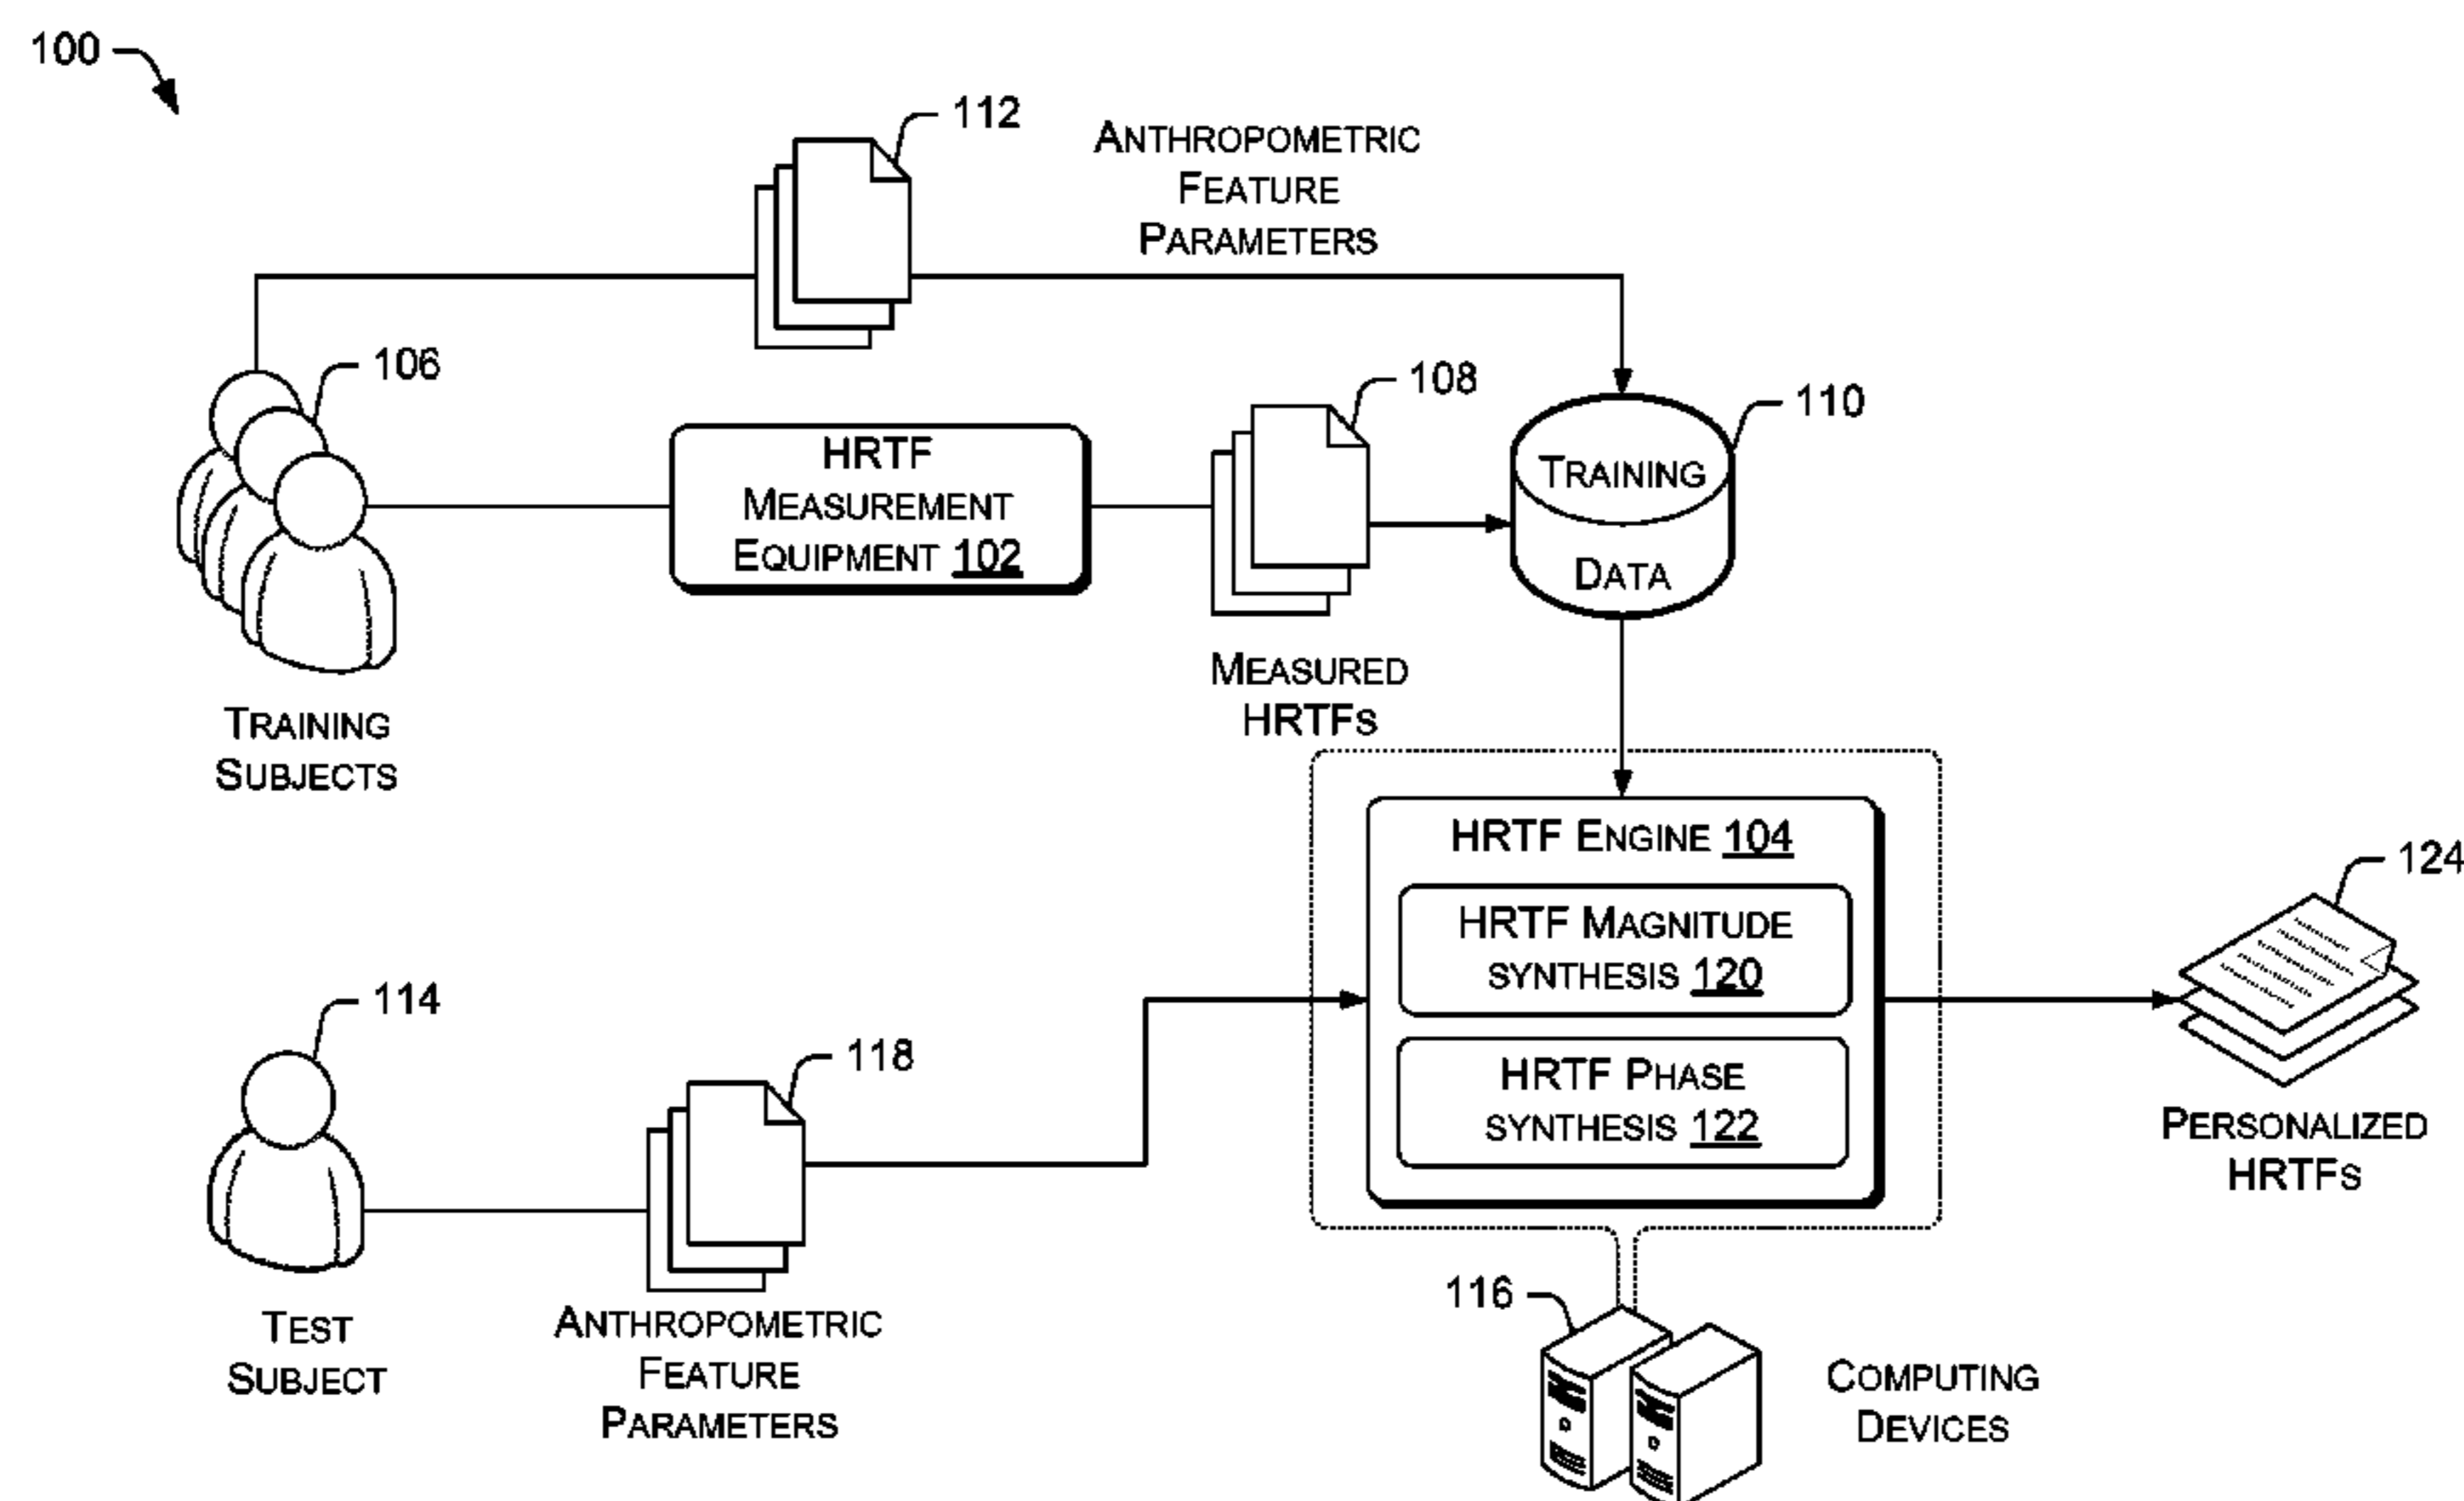 100
112
ANTHROPOMETRIC
FEATURE
PARAMETERS
106
108
110
HRTF
MEASUREMENT
EQUIPMENT 102
TRAINING
DATA
MEASURED
HRTFS
TRAINING
SUBJECTS
HRTF ENGINE 104
HRTF MAGNITUDE
SYNTHESIS 120
HRTF PHASE
SYNTHESIS 122
124
PERSONALIZED
HRTFS
114
118
TEST
SUBJECT
ANTHROPOMETRIC
FEATURE
PARAMETERS
116
COMPUTING
DEVICES